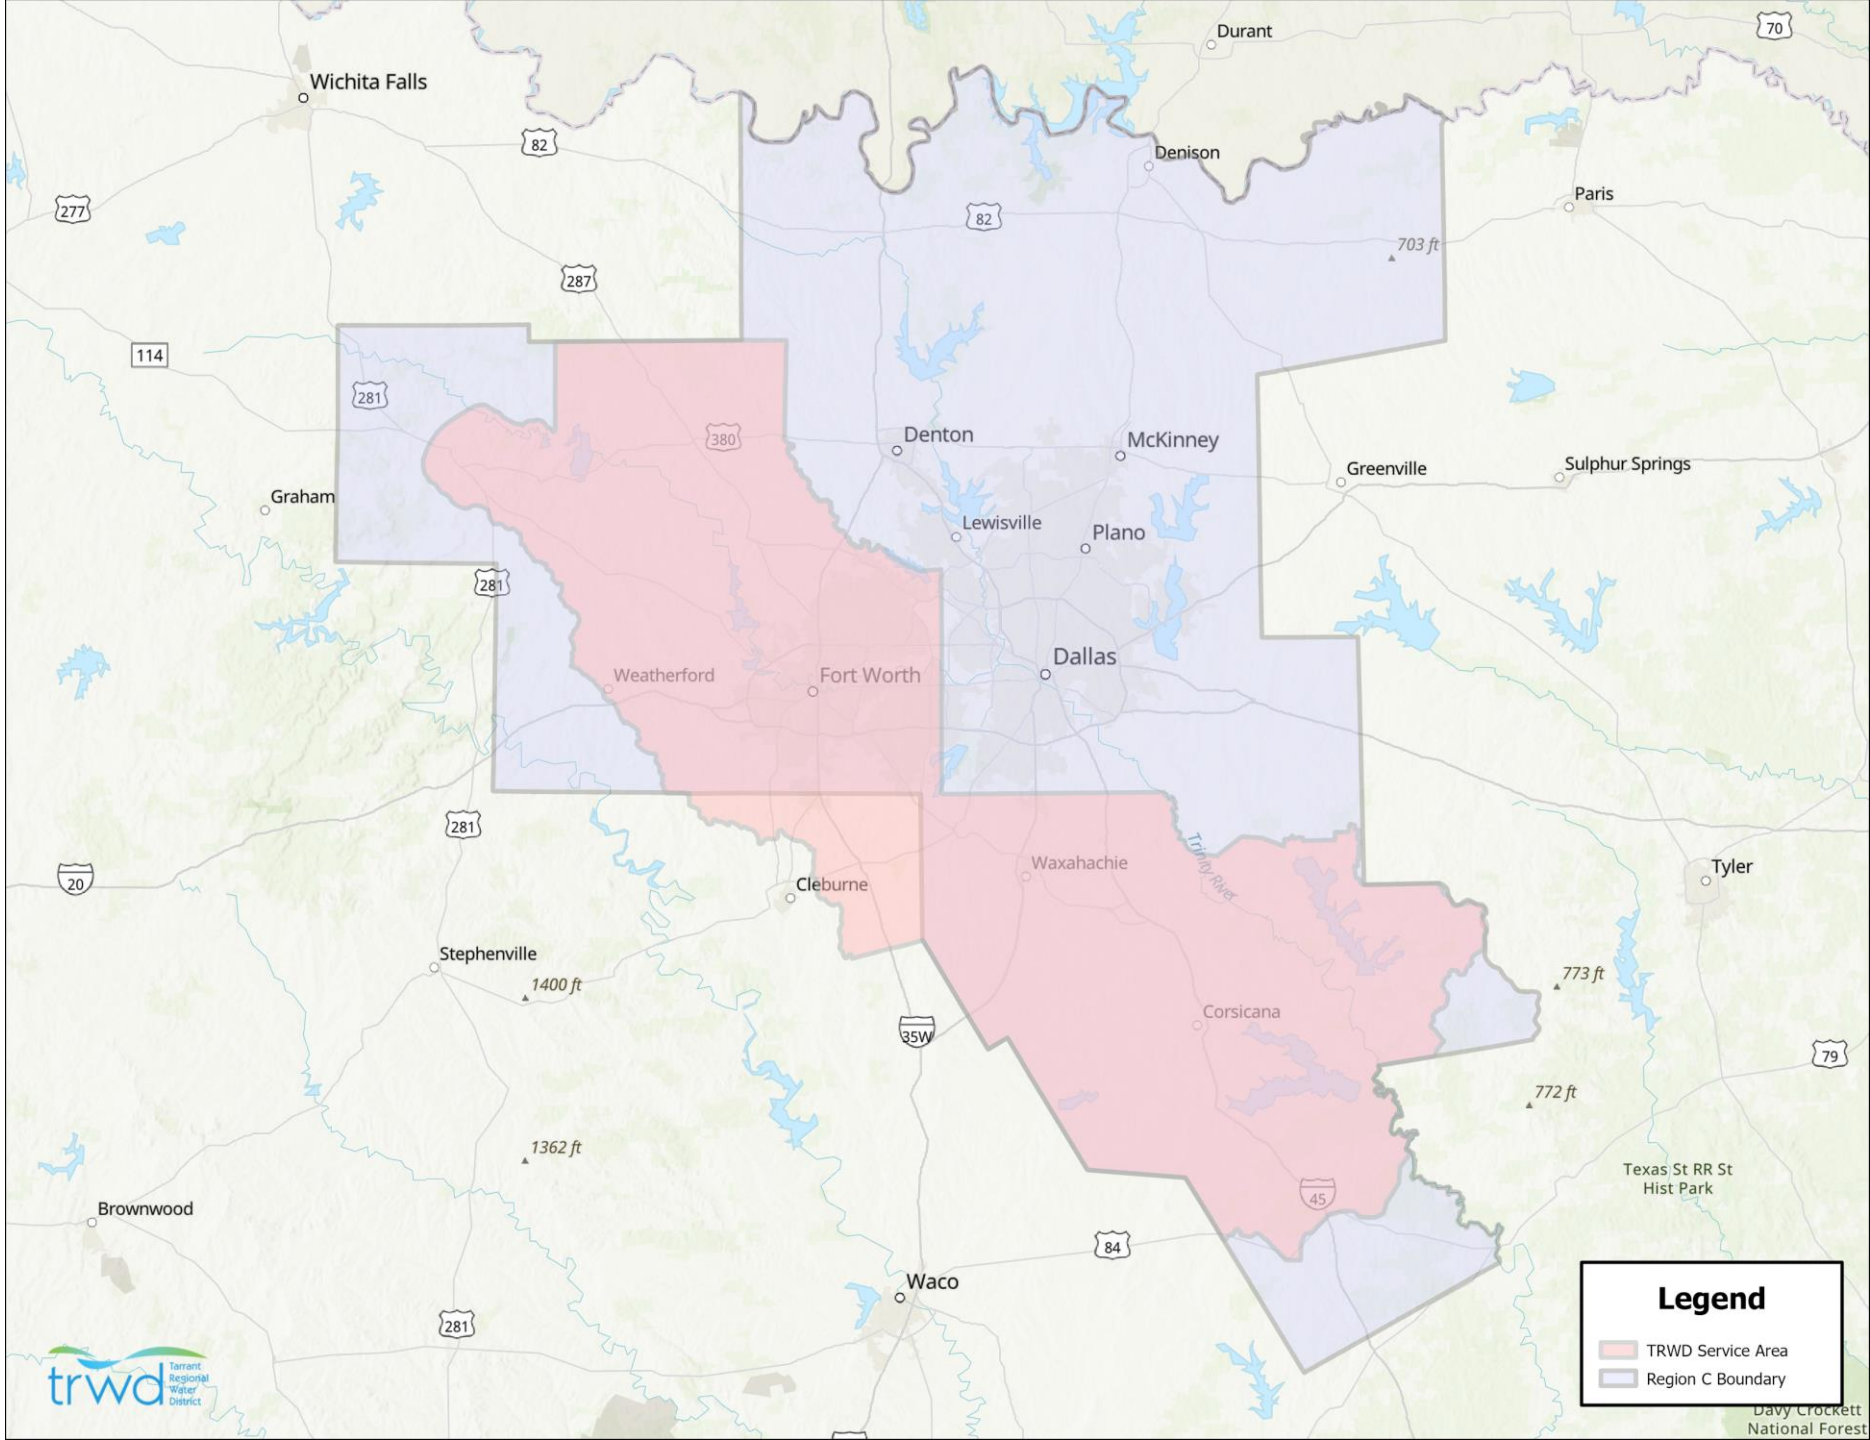 Durant
70
Wichita Falls
82
Denison
277
Paris
82
703 ft
287
114
281
380
Denton
McKinney
Greenville
Sulphur Springs
Graham
Lewisville
Plano
281
Dallas
Weatherford
Fort Worth
281
Trinity River
Waxahachie
Tyler
20
Cleburne
Stephenville
1400 ft
773 ft
Corsicana
35W
79
772 ft
1362 ft
Texas St RR St
Hist Park
45
Brownwood
84
Waco
281
Legend
TRWD Service Area
Region C Boundary
trwd
Tarrant
Regional
Water
District
Davy Crockett
National Forest